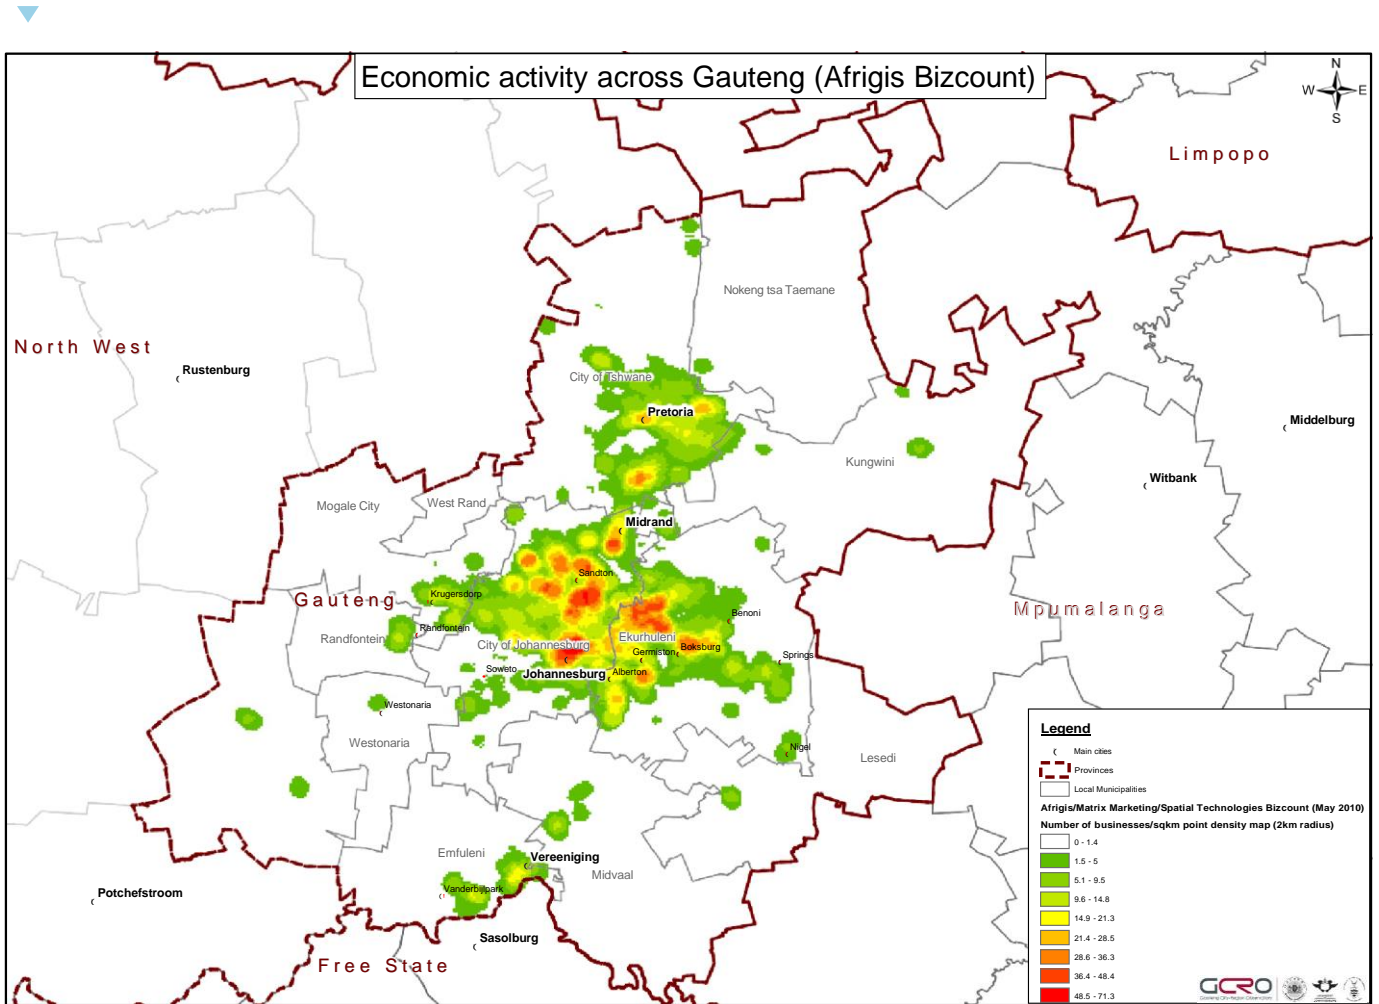 Economic activity across Gauteng (Afrigis Bizcount)
N
W E
S
Limpopo
Nokeng tsa Taemane
North West
Rustenburg
City of Tshwane
Pretoria
Middelburg
Kungwini
Witbank
Mogale City
West Rand
Midrand
Sandton
Krugersdorp
Gauteng
Mpumalanga
Benoni
Randfontein
Randfontein
Ekurhuleni
City of Johannesburg
Germiston
Boksburg
Springs
Soweto
Johannesburg
Alberton
Westonaria
Westonaria
Nigel
Lesedi
Emfuleni
Vereeniging
Midvaal
Vanderbijlpark
Potchefstroom
Sasolburg
Free State
Legend
Main cities
Provinces
Local Municipalities
Afrigis/Matrix Marketing/Spatial Technologies Bizcount (May 2010)
Number of businesses/sqkm point density map (2km radius)
0 - 1.4
1.5 - 5
5.1 - 9.5
9.6 - 14.8
14.9 - 21.3
21.4 - 28.5
28.6 - 36.3
36.4 - 48.4
48.5 - 71.3
GCRO